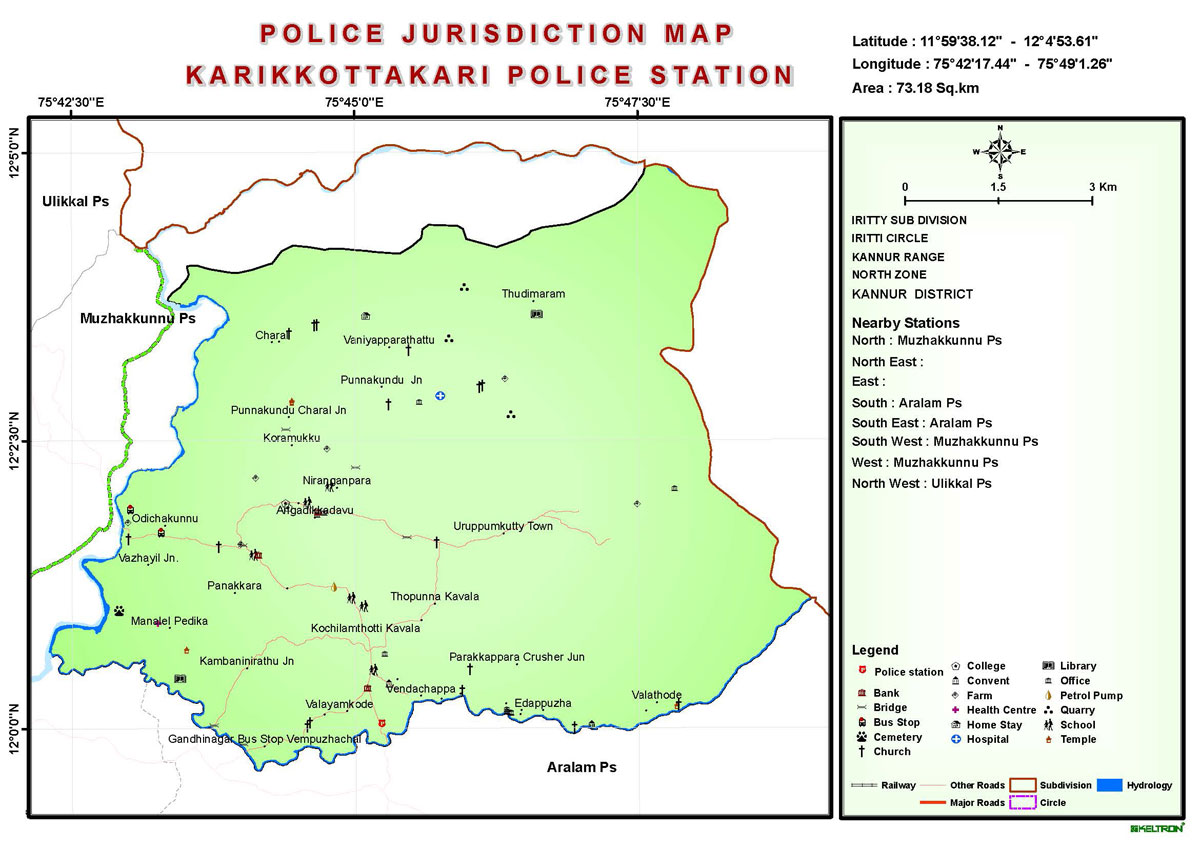 POLICE JURISDICTION MAP
KARIKKOTTAKARI POLICE STATION
Latitude : 11°59'38.12" - 12°4'53.61"
Longitude : 75°42'17.44" - 75°49'1.26"
Area : 73.18 Sq.km
75°42'30"E
75°45'0"E
75°47'30"E
12°5'0"N
12°2'30"N
12°0'0"N
Ulikkal Ps
Muzhakkunnu Ps
Thudimaram
Charal
Vaniyapparathattu
Punnakundu Jn
Punnakundu Charal Jn
Koramukku
Niranganpara
Angadikkadavu
Odichakunnu
Uruppumkutty Town
Vazhayil Jn.
Panakkara
Thopunna Kavala
Manalel Pedika
Kochilamthotti Kavala
Kambaninirathu Jn
Parakkappara Crusher Jun
Vendachappa
Valathode
Valayamkode
Edappuzha
Gandhinagar Bus Stop
Vempuzhachal
Aralam Ps
N
W
E
S
0
1.5
3 Km
IRITTY SUB DIVISION
IRITTI CIRCLE
KANNUR RANGE
NORTH ZONE
KANNUR DISTRICT
Nearby Stations
North : Muzhakkunnu Ps
North East :
East :
South : Aralam Ps
South East : Aralam Ps
South West : Muzhakkunnu Ps
West : Muzhakkunnu Ps
North West : Ulikkal Ps
Legend
Police station
Bank
Bridge
Bus Stop
Cemetery
Church
College
Convent
Farm
Health Centre
Home Stay
Hospital
Library
Office
Petrol Pump
Quarry
School
Temple
Railway
Other Roads
Subdivision
Hydrology
Major Roads
Circle
KELTRON